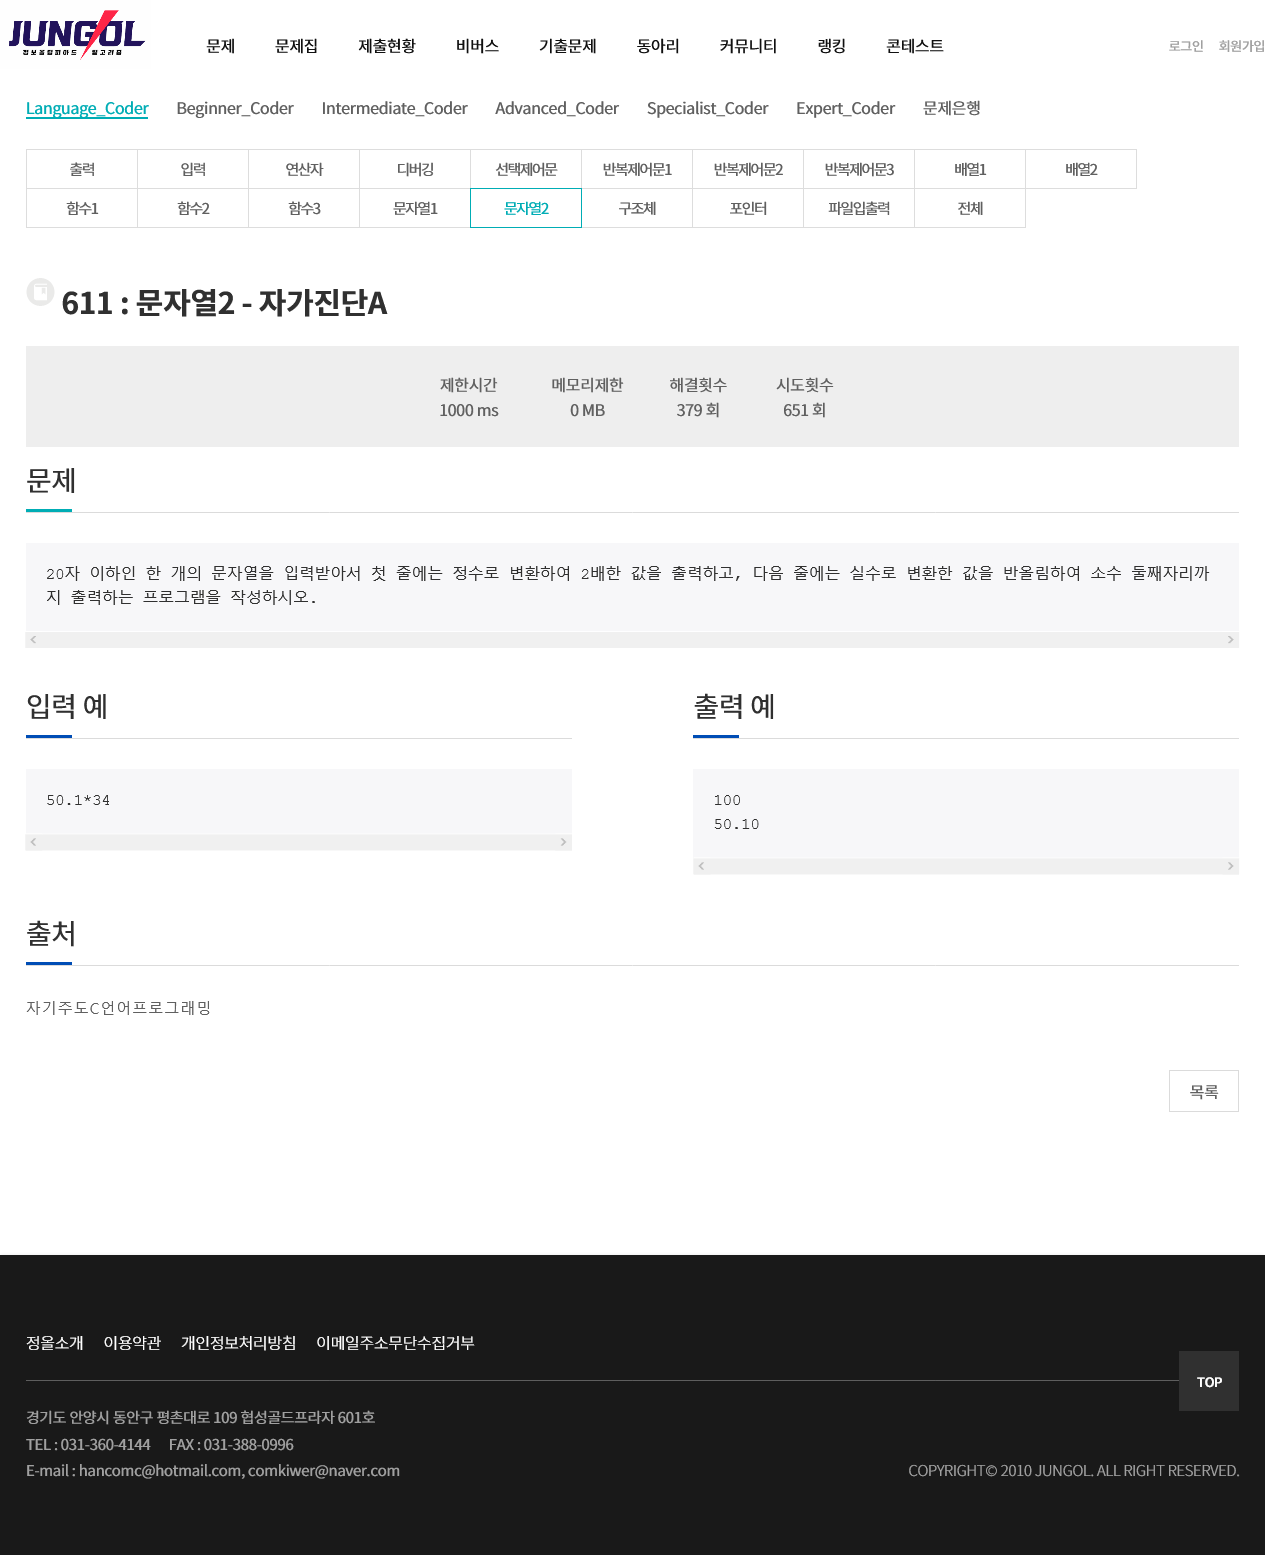 JUNGOL
정보올림피아드 알고리즘
문제 문제집 제출현황 비버스 기출문제 동아리 커뮤니티 랭킹 콘테스트
로그인 회원가입
Language_Coder Beginner_Coder Intermediate_Coder Advanced_Coder Specialist_Coder Expert_Coder 문제은행
출력 입력 연산자 디버깅 선택제어문 반복제어문1 반복제어문2 반복제어문3 배열1 배열2
함수1 함수2 함수3 문자열1 문자열2 구조체 포인터 파일입출력 전체
611 : 문자열2 - 자가진단A
제한시간 메모리제한 해결횟수 시도횟수
1000 ms 0 MB 379 회 651 회
문제
20자 이하인 한 개의 문자열을 입력받아서 첫 줄에는 정수로 변환하여 2배한 값을 출력하고, 다음 줄에는 실수로 변환한 값을 반올림하여 소수 둘째자리까
지 출력하는 프로그램을 작성하시오.
입력 예
50.1*34
출력 예
100
50.10
출처
자기주도C언어프로그래밍
목록
정올소개 이용약관 개인정보처리방침 이메일주소무단수집거부
TOP
경기도 안양시 동안구 평촌대로 109 협성골드프라자 601호
TEL : 031-360-4144 FAX : 031-388-0996
E-mail : hancomc@hotmail.com, comkiwer@naver.com
COPYRIGHT© 2010 JUNGOL. ALL RIGHT RESERVED.